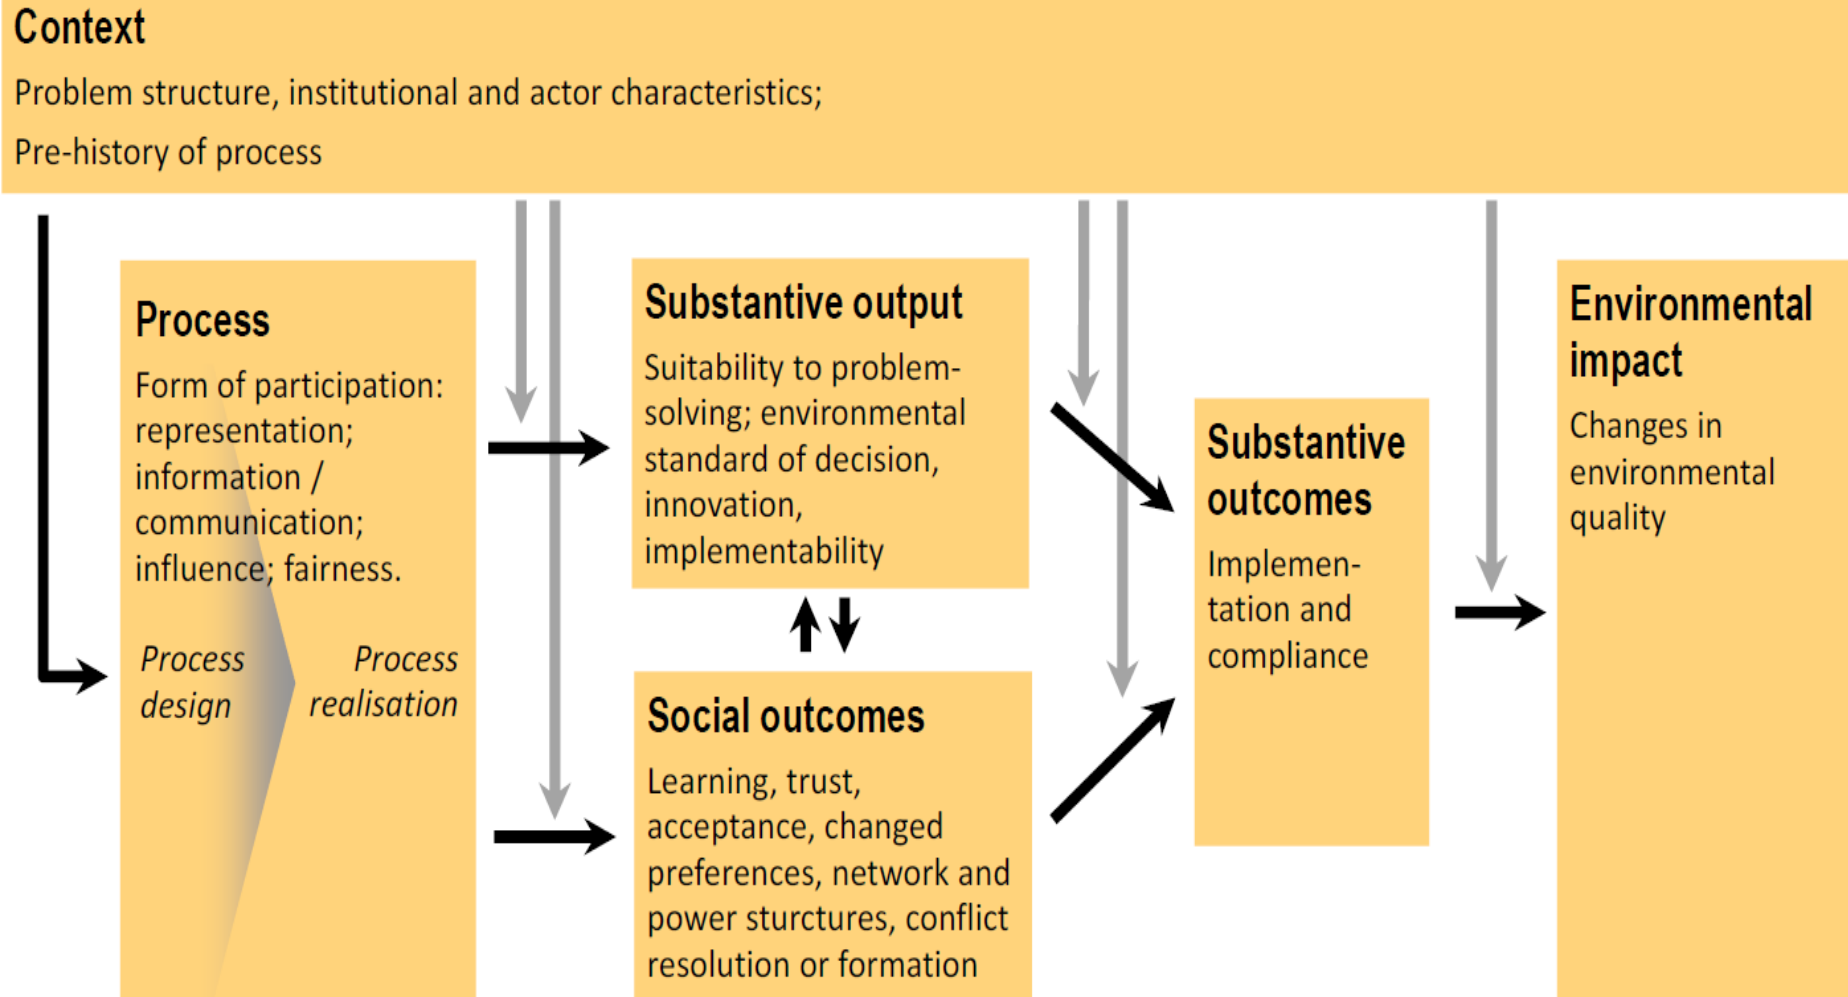 Context
Problem structure, institutional and actor characteristics;
Pre-history of process
Process
Form of participation:
representation;
information /
communication;
influence; fairness.
Process
design
Process
realisation
Substantive output
Suitability to problem-
solving; environmental
standard of decision,
innovation,
implementability
Social outcomes
Learning, trust,
acceptance, changed
preferences, network and
power sturctures, conflict
resolution or formation
Substantive
outcomes
Implemen-
tation and
compliance
Environmental
impact
Changes in
environmental
quality